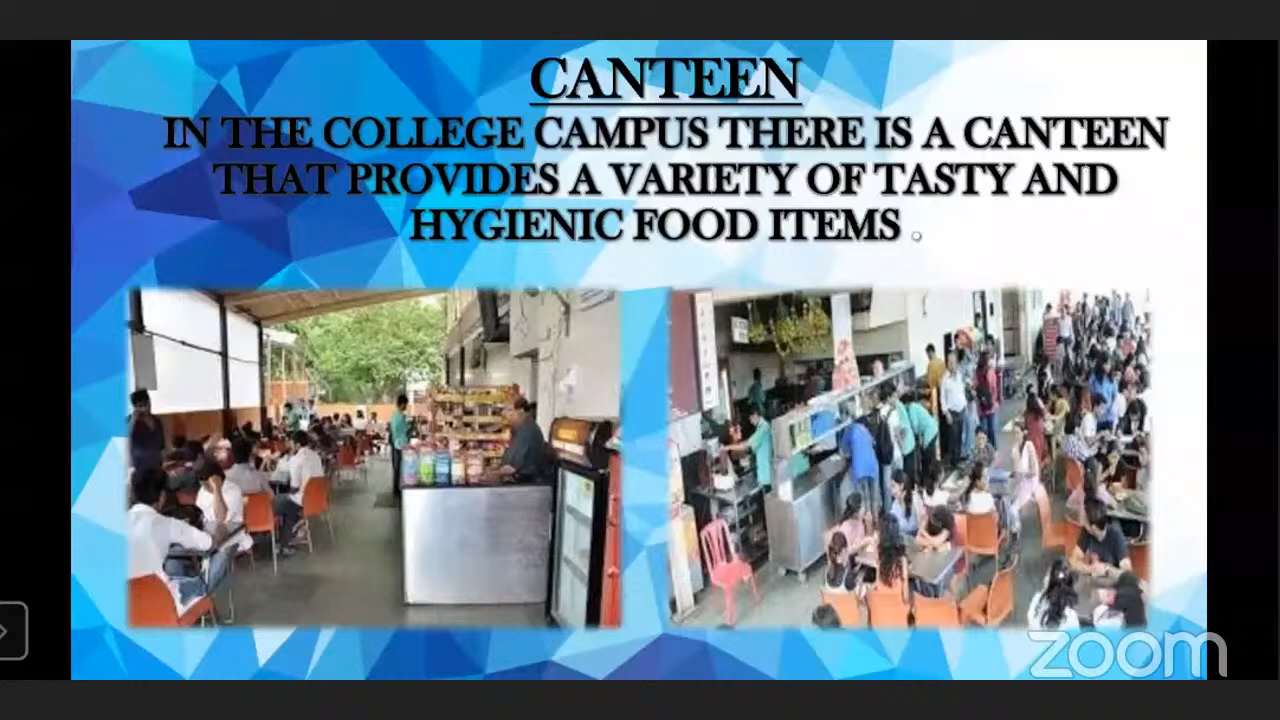 CANTEEN
IN THE COLLEGE CAMPUS THERE IS A CANTEEN
THAT PROVIDES A VARIETY OF TASTY AND
HYGIENIC FOOD ITEMS .
zoom